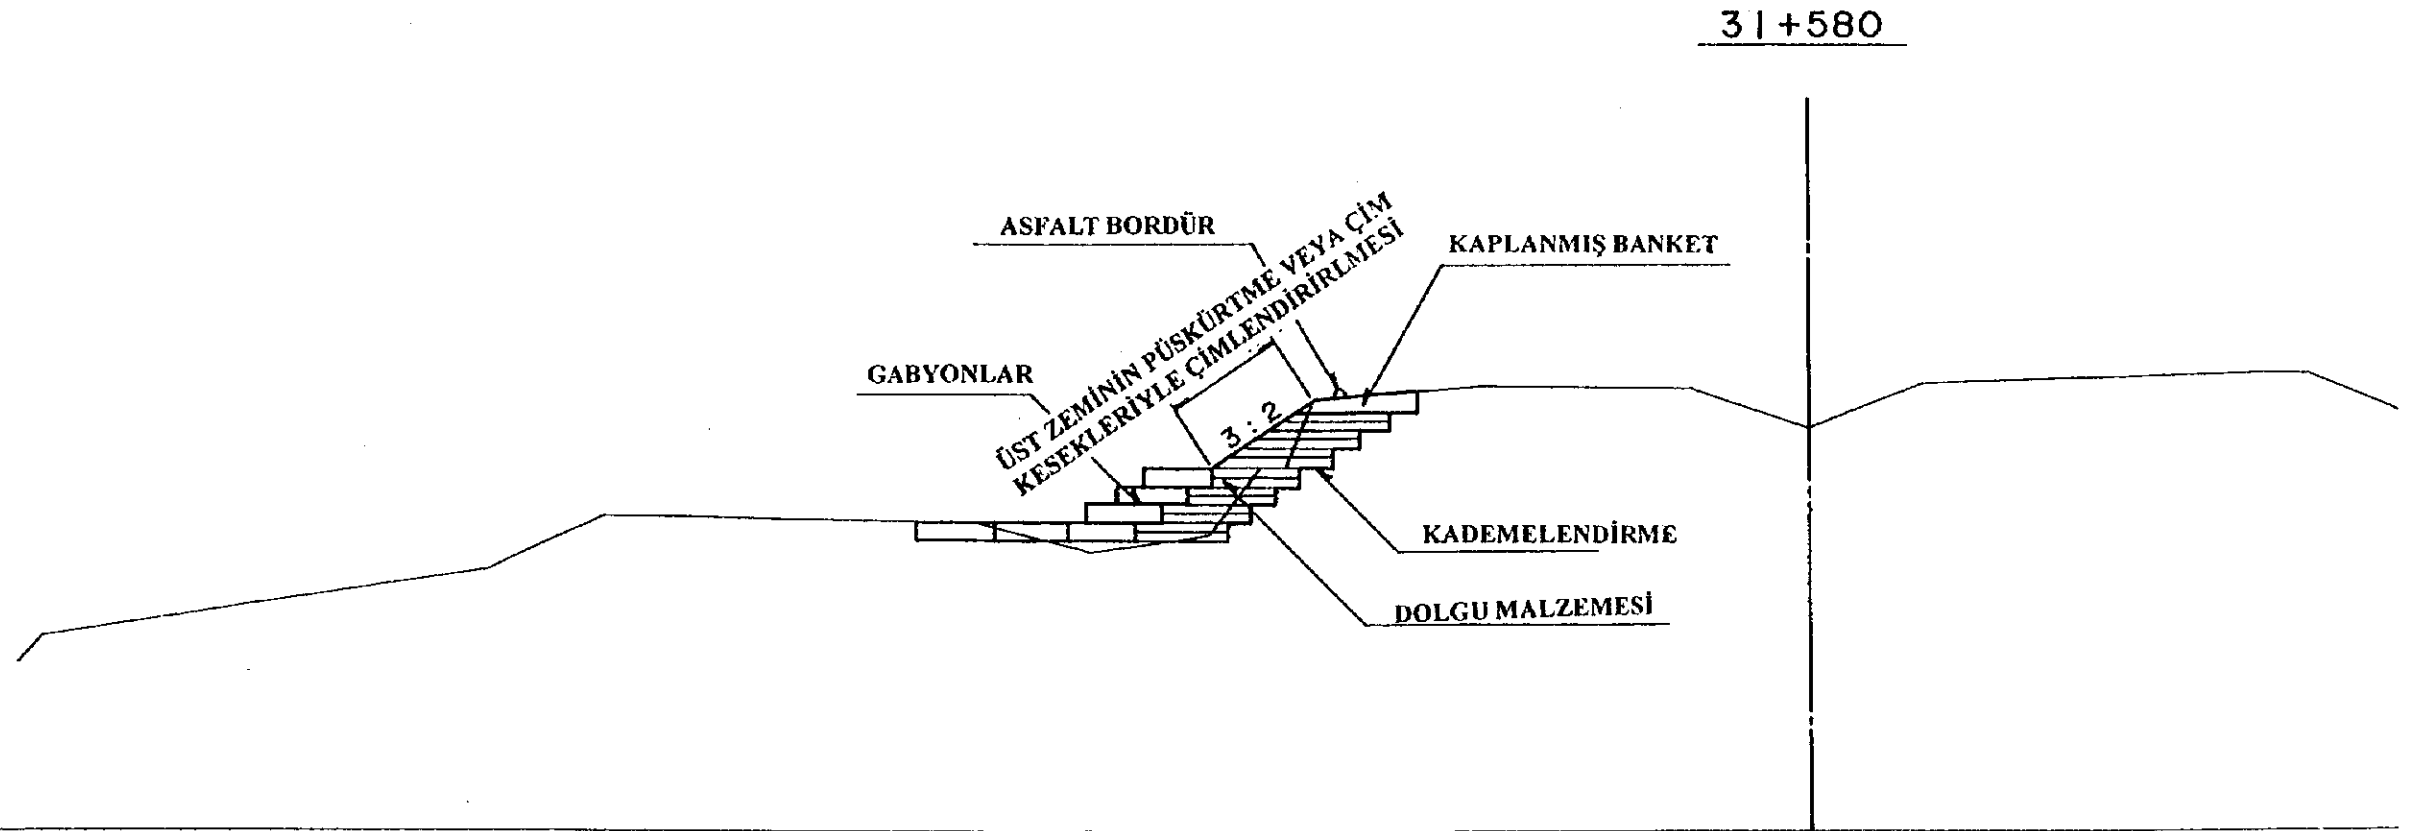 31+580
ASFALT BORDÜR
KAPLANMIŞ BANKET
ÜST ZEMİNİN PÜSKÜRTME VEYA ÇİM
KESEKLERİYLE ÇİMLENDİRİRLMESİ
GABYONLAR
3 : 2
KADEMELENDİRME
DOLGU MALZEMESİ